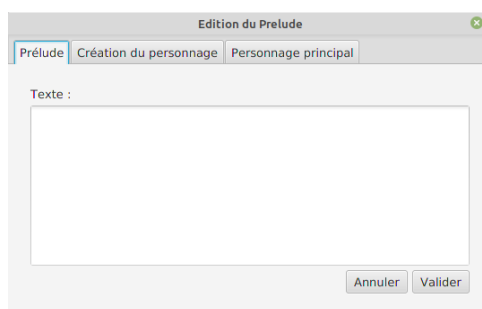 Edition du Prelude
Prélude Création du personnage Personnage principal
Texte :
Annuler Valider